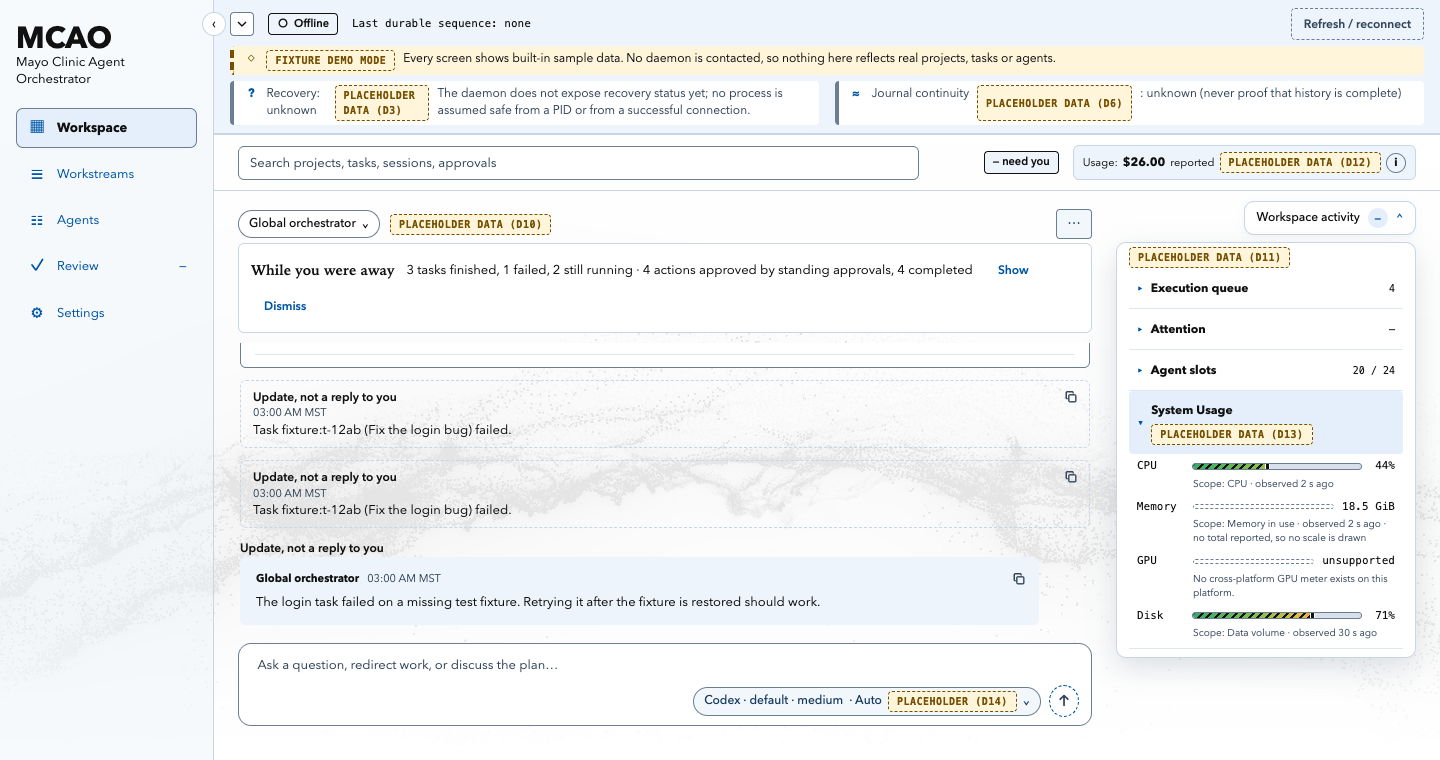 MCAO
Mayo Clinic Agent
Orchestrator
Workspace
Workstreams
Agents
Review –
Settings
Offline
Last durable sequence: none
Refresh / reconnect
FIXTURE DEMO MODE Every screen shows built-in sample data. No daemon is contacted, so nothing here reflects real projects, tasks or agents.
? Recovery:
unknown
PLACEHOLDER
DATA (D3)
The daemon does not expose recovery status yet; no process is
assumed safe from a PID or from a successful connection.
≈ Journal continuity PLACEHOLDER DATA (D6) : unknown (never proof that history is complete)
Search projects, tasks, sessions, approvals
– need you
Usage: $26.00 reported PLACEHOLDER DATA (D12) i
Global orchestrator
PLACEHOLDER DATA (D10)
...
While you were away 3 tasks finished, 1 failed, 2 still running · 4 actions approved by standing approvals, 4 completed Show
Dismiss
Update, not a reply to you
03:00 AM MST
Task fixture:t-12ab (Fix the login bug) failed.
Update, not a reply to you
03:00 AM MST
Task fixture:t-12ab (Fix the login bug) failed.
Update, not a reply to you
Global orchestrator 03:00 AM MST
The login task failed on a missing test fixture. Retrying it after the fixture is restored should work.
Ask a question, redirect work, or discuss the plan…
Codex · default · medium · Auto PLACEHOLDER (D14)
Workspace activity –
PLACEHOLDER DATA (D11)
Execution queue 4
Attention –
Agent slots 20 / 24
System Usage
PLACEHOLDER DATA (D13)
CPU 44%
Scope: CPU · observed 2 s ago
Memory 18.5 GiB
Scope: Memory in use · observed 2 s ago ·
no total reported, so no scale is drawn
GPU unsupported
No cross-platform GPU meter exists on this
platform.
Disk 71%
Scope: Data volume · observed 30 s ago